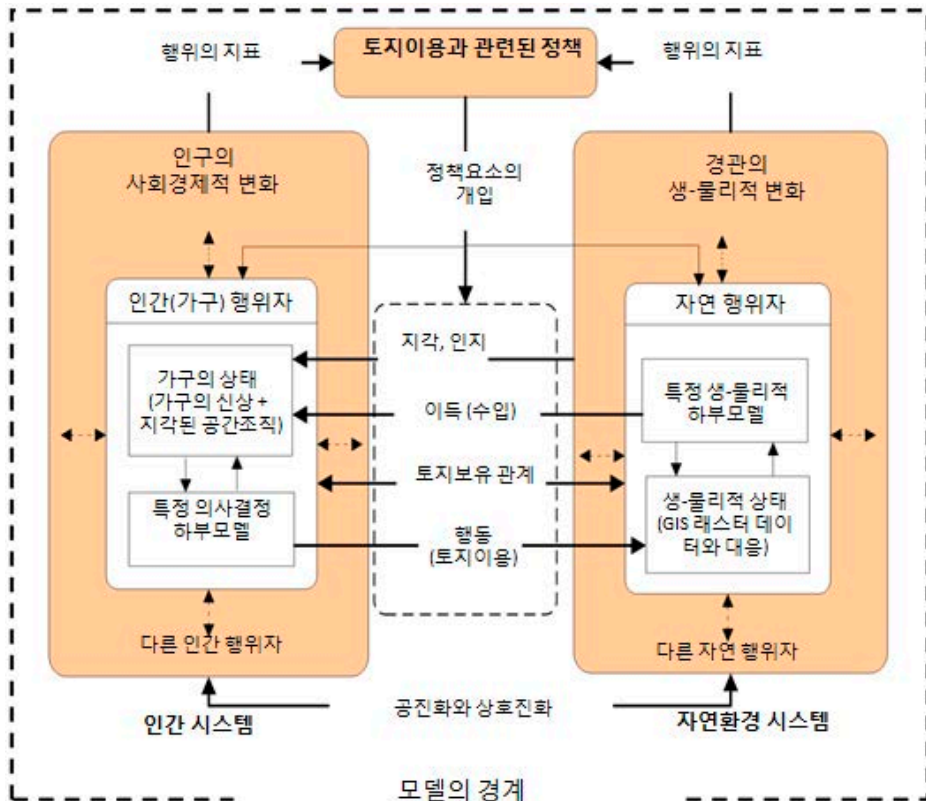 행위의 지표
토지이용과 관련된 정책
행위의 지표
인구의
사회경제적 변화
정책요소의
개입
경관의
생-물리적 변화
인간(가구) 행위자
가구의 상태
(가구의 신상 +
지각된 공간조직)
특정 의사결정
하부모델
다른 인간 행위자
지각, 인지
이득 (수입)
토지보유 관계
행동
(토지이용)
자연 행위자
특정 생-물리적
하부모델
생-물리적 상태
(GIS 래스터 데이
터와 대응)
다른 자연 행위자
인간 시스템
공진화와 상호진화
자연환경 시스템
모델의 경계